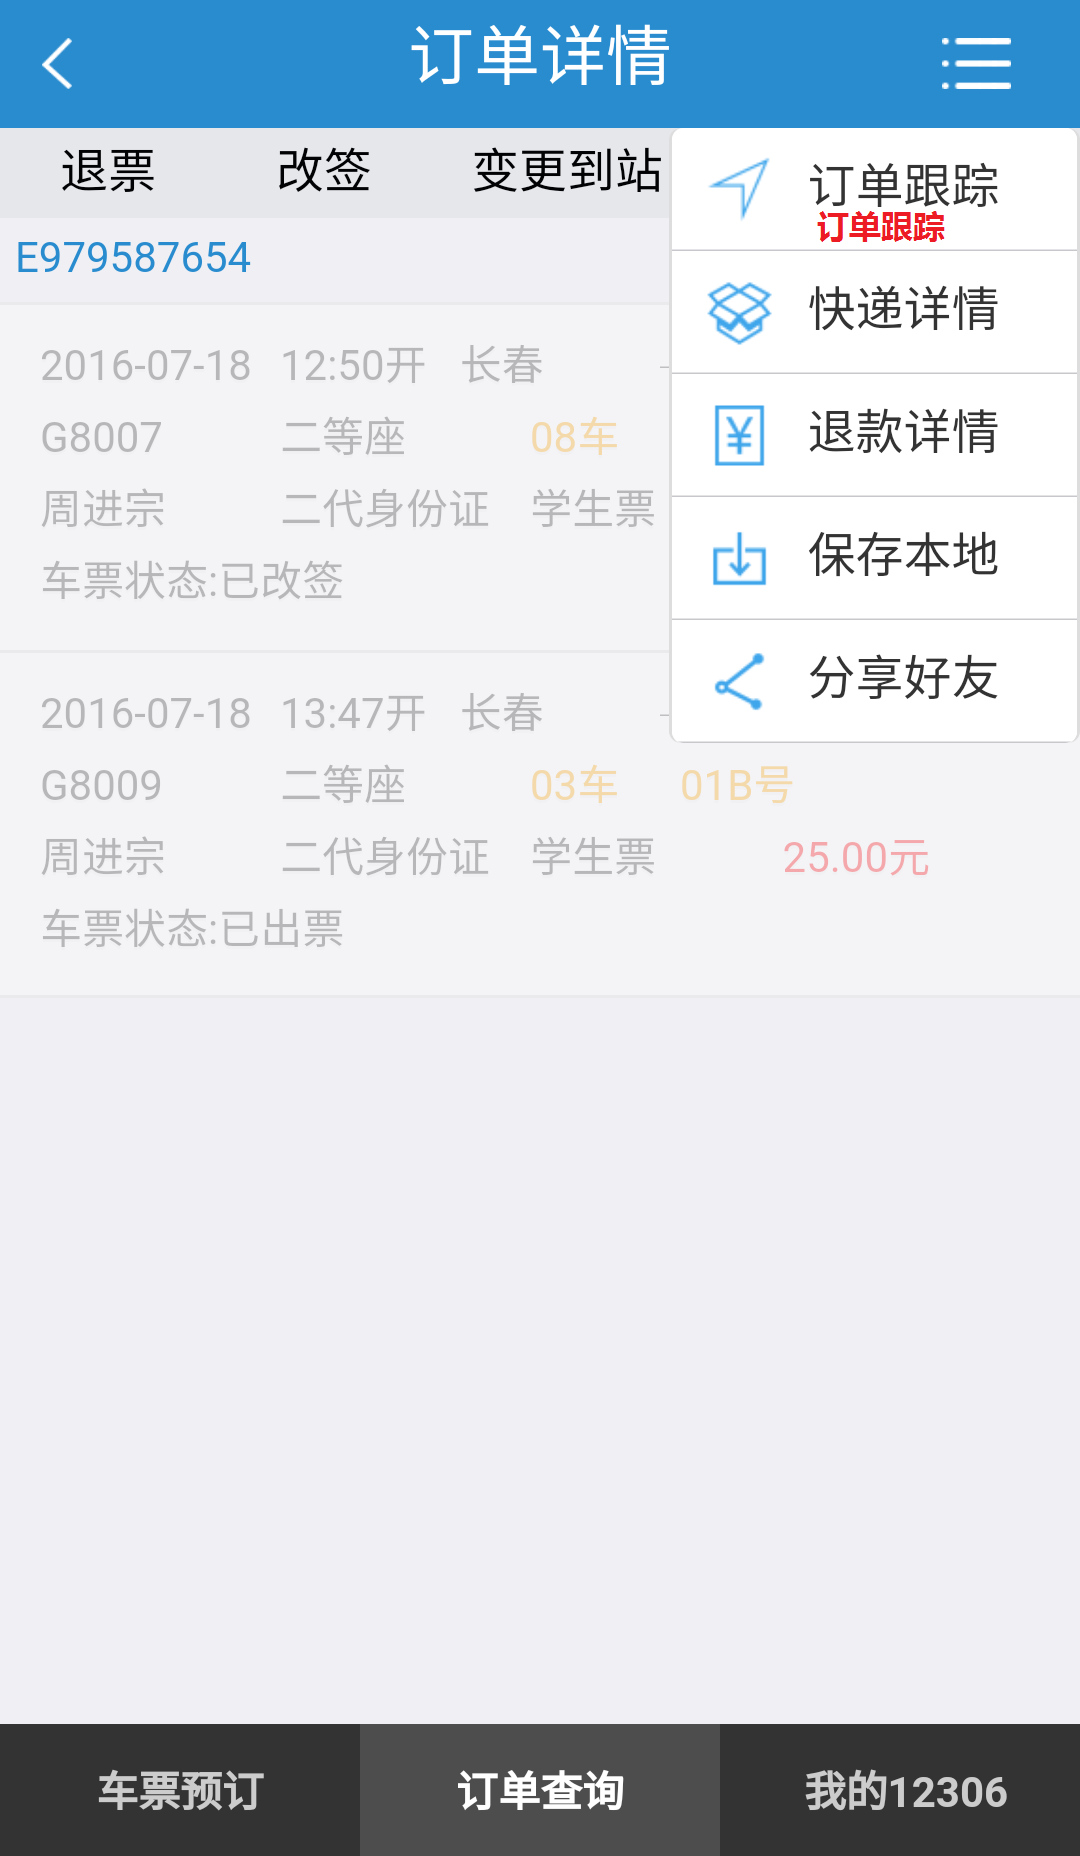 订单详情
退票 改签 变更到站
订单跟踪
订单跟踪
E979587654
快递详情
2016-07-18 12:50开 长春
G8007 二等座 08车
退款详情
周进宗 二代身份证 学生票
保存本地
车票状态:已改签
分享好友
2016-07-18 13:47开 长春
G8009 二等座 03车 01B号
周进宗 二代身份证 学生票 25.00元
车票状态:已出票
车票预订 订单查询 我的12306